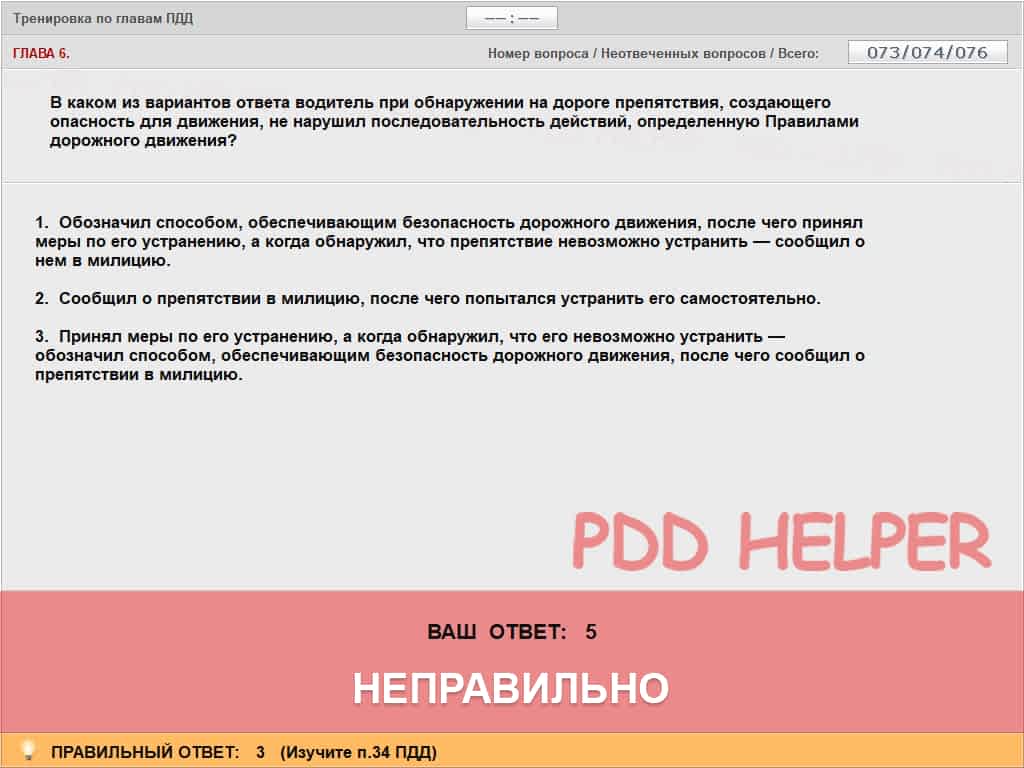 Тренировка по главам ПДД
—— : ——
ГЛАВА 6.
Номер вопроса / Неотвеченных вопросов / Всего:
073/074/076
В каком из вариантов ответа водитель при обнаружении на дороге препятствия, создающего
опасность для движения, не нарушил последовательность действий, определенную Правилами
дорожного движения?
1. Обозначил способом, обеспечивающим безопасность дорожного движения, после чего принял
меры по его устранению, а когда обнаружил, что препятствие невозможно устранить — сообщил о
нем в милицию.
2. Сообщил о препятствии в милицию, после чего попытался устранить его самостоятельно.
3. Принял меры по его устранению, а когда обнаружил, что его невозможно устранить —
обозначил способом, обеспечивающим безопасность дорожного движения, после чего сообщил о
препятствии в милицию.
PDD HELPER
ВАШ ОТВЕТ: 5
НЕПРАВИЛЬНО
ПРАВИЛЬНЫЙ ОТВЕТ: 3 (Изучите п.34 ПДД)